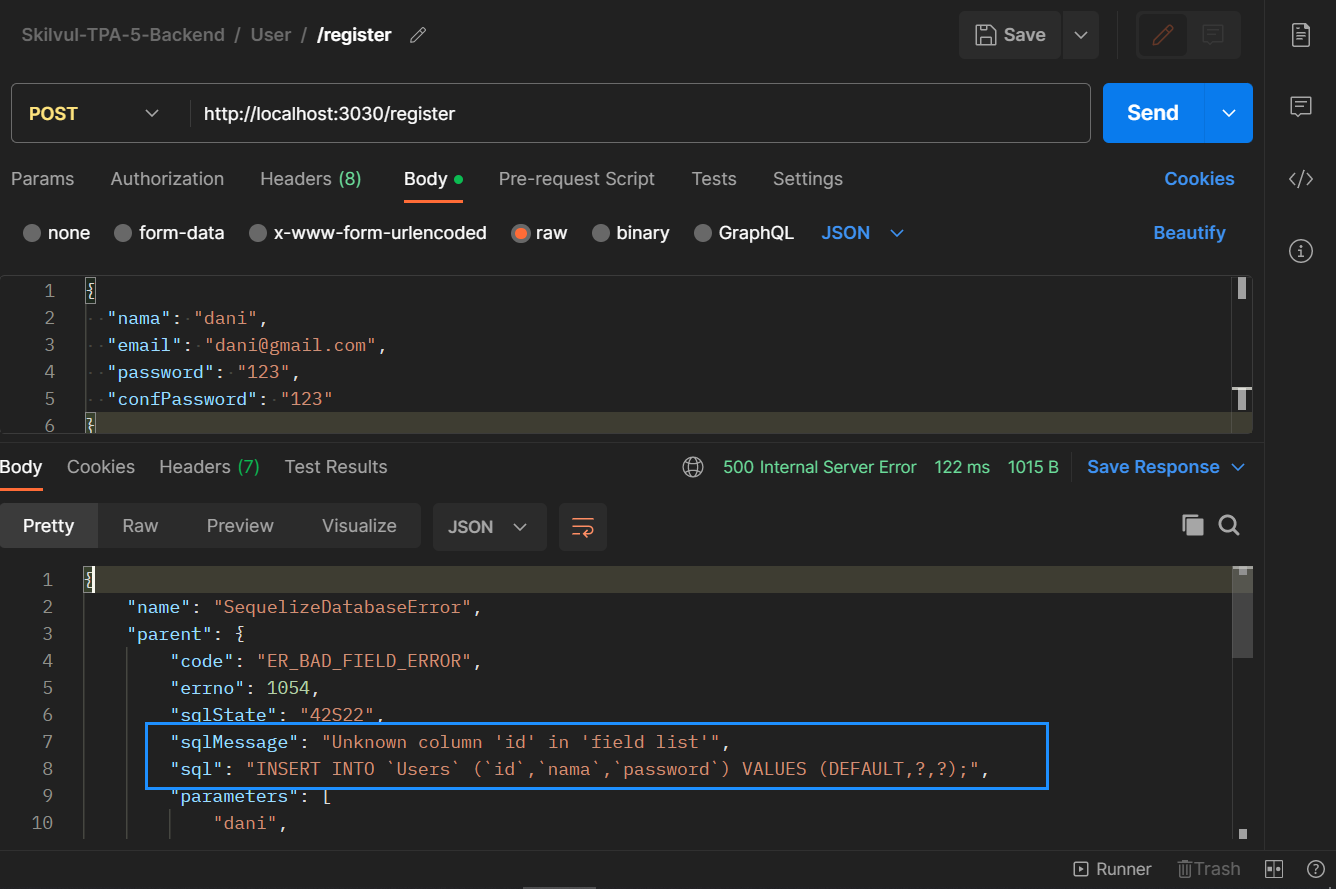 Skilvul-TPA-5-Backend / User / /register
Save
POST http://localhost:3030/register
Send
Params Authorization Headers (8) Body Pre-request Script Tests Settings Cookies
none form-data x-www-form-urlencoded raw binary GraphQL JSON Beautify
1 {
2 "nama": "dani",
3 "email": "dani@gmail.com",
4 "password": "123",
5 "confPassword": "123"
6 }
Body Cookies Headers (7) Test Results 500 Internal Server Error 122 ms 1015 B Save Response
Pretty Raw Preview Visualize JSON
1 {
2 "name": "SequelizeDatabaseError",
3 "parent": {
4 "code": "ER_BAD_FIELD_ERROR",
5 "errno": 1054,
6 "sqlState": "42S22",
7 "sqlMessage": "Unknown column 'id' in 'field list'",
8 "sql": "INSERT INTO `Users` (`id`,`nama`,`password`) VALUES (DEFAULT,?,?);",
9 "parameters": [
10 "dani",
Runner Trash